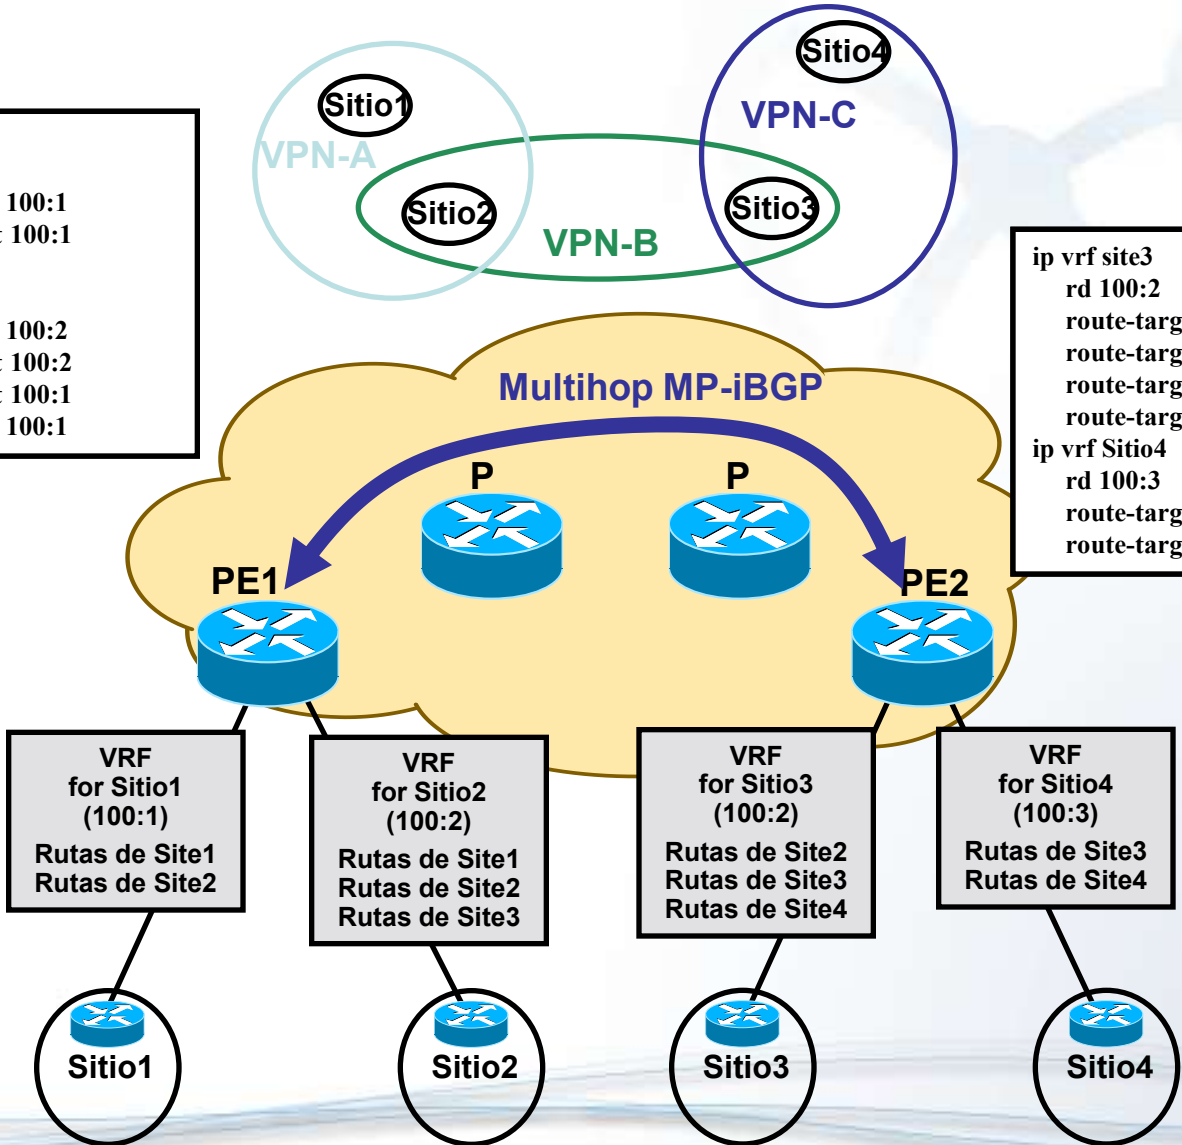 Sitio4
Sitio1
VPN-C
VPN-A
Sitio2
Sitio3
VPN-B
100:1
100:1
100:2
100:2
100:1
100:1
ip vrf site3
rd 100:2
ip vrf Sitio4
rd 100:3
Multihop MP-iBGP
P
P
PE1
PE2
VRF
for Sitio1
(100:1)
Rutas de Site1
Rutas de Site2
VRF
for Sitio2
(100:2)
Rutas de Site1
Rutas de Site2
Rutas de Site3
VRF
for Sitio3
(100:2)
Rutas de Site2
Rutas de Site3
Rutas de Site4
VRF
for Sitio4
(100:3)
Rutas de Site3
Rutas de Site4
Sitio1
Sitio2
Sitio3
Sitio4